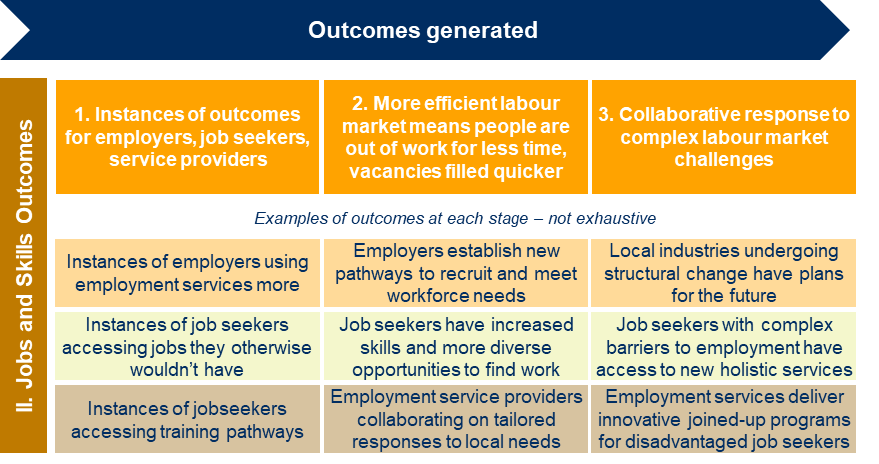 Outcomes generated
II. Jobs and Skills Outcomes
1. Instances of outcomes
for employers, job seekers,
service providers
2. More efficient labour
market means people are
out of work for less time,
vacancies filled quicker
3. Collaborative response to
complex labour market
challenges
Examples of outcomes at each stage – not exhaustive
Instances of employers using
employment services more
Employers establish new
pathways to recruit and meet
workforce needs
Local industries undergoing
structural change have plans
for the future
Instances of job seekers
accessing jobs they otherwise
wouldn't have
Job seekers have increased
skills and more diverse
opportunities to find work
Job seekers with complex
barriers to employment have
access to new holistic services
Instances of jobseekers
accessing training pathways
Employment service providers
collaborating on tailored
responses to local needs
Employment services deliver
innovative joined-up programs
for disadvantaged job seekers